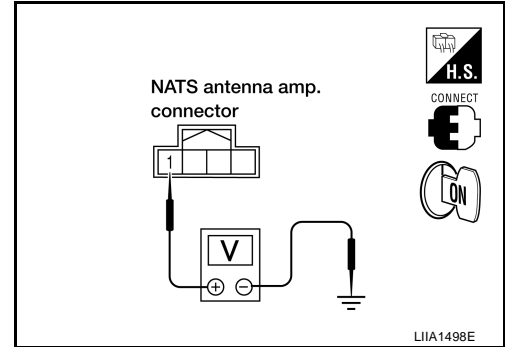 NATS antenna amp.
connector
H.S.
CONNECT
1
ON
V
+ −
LIIA1498E